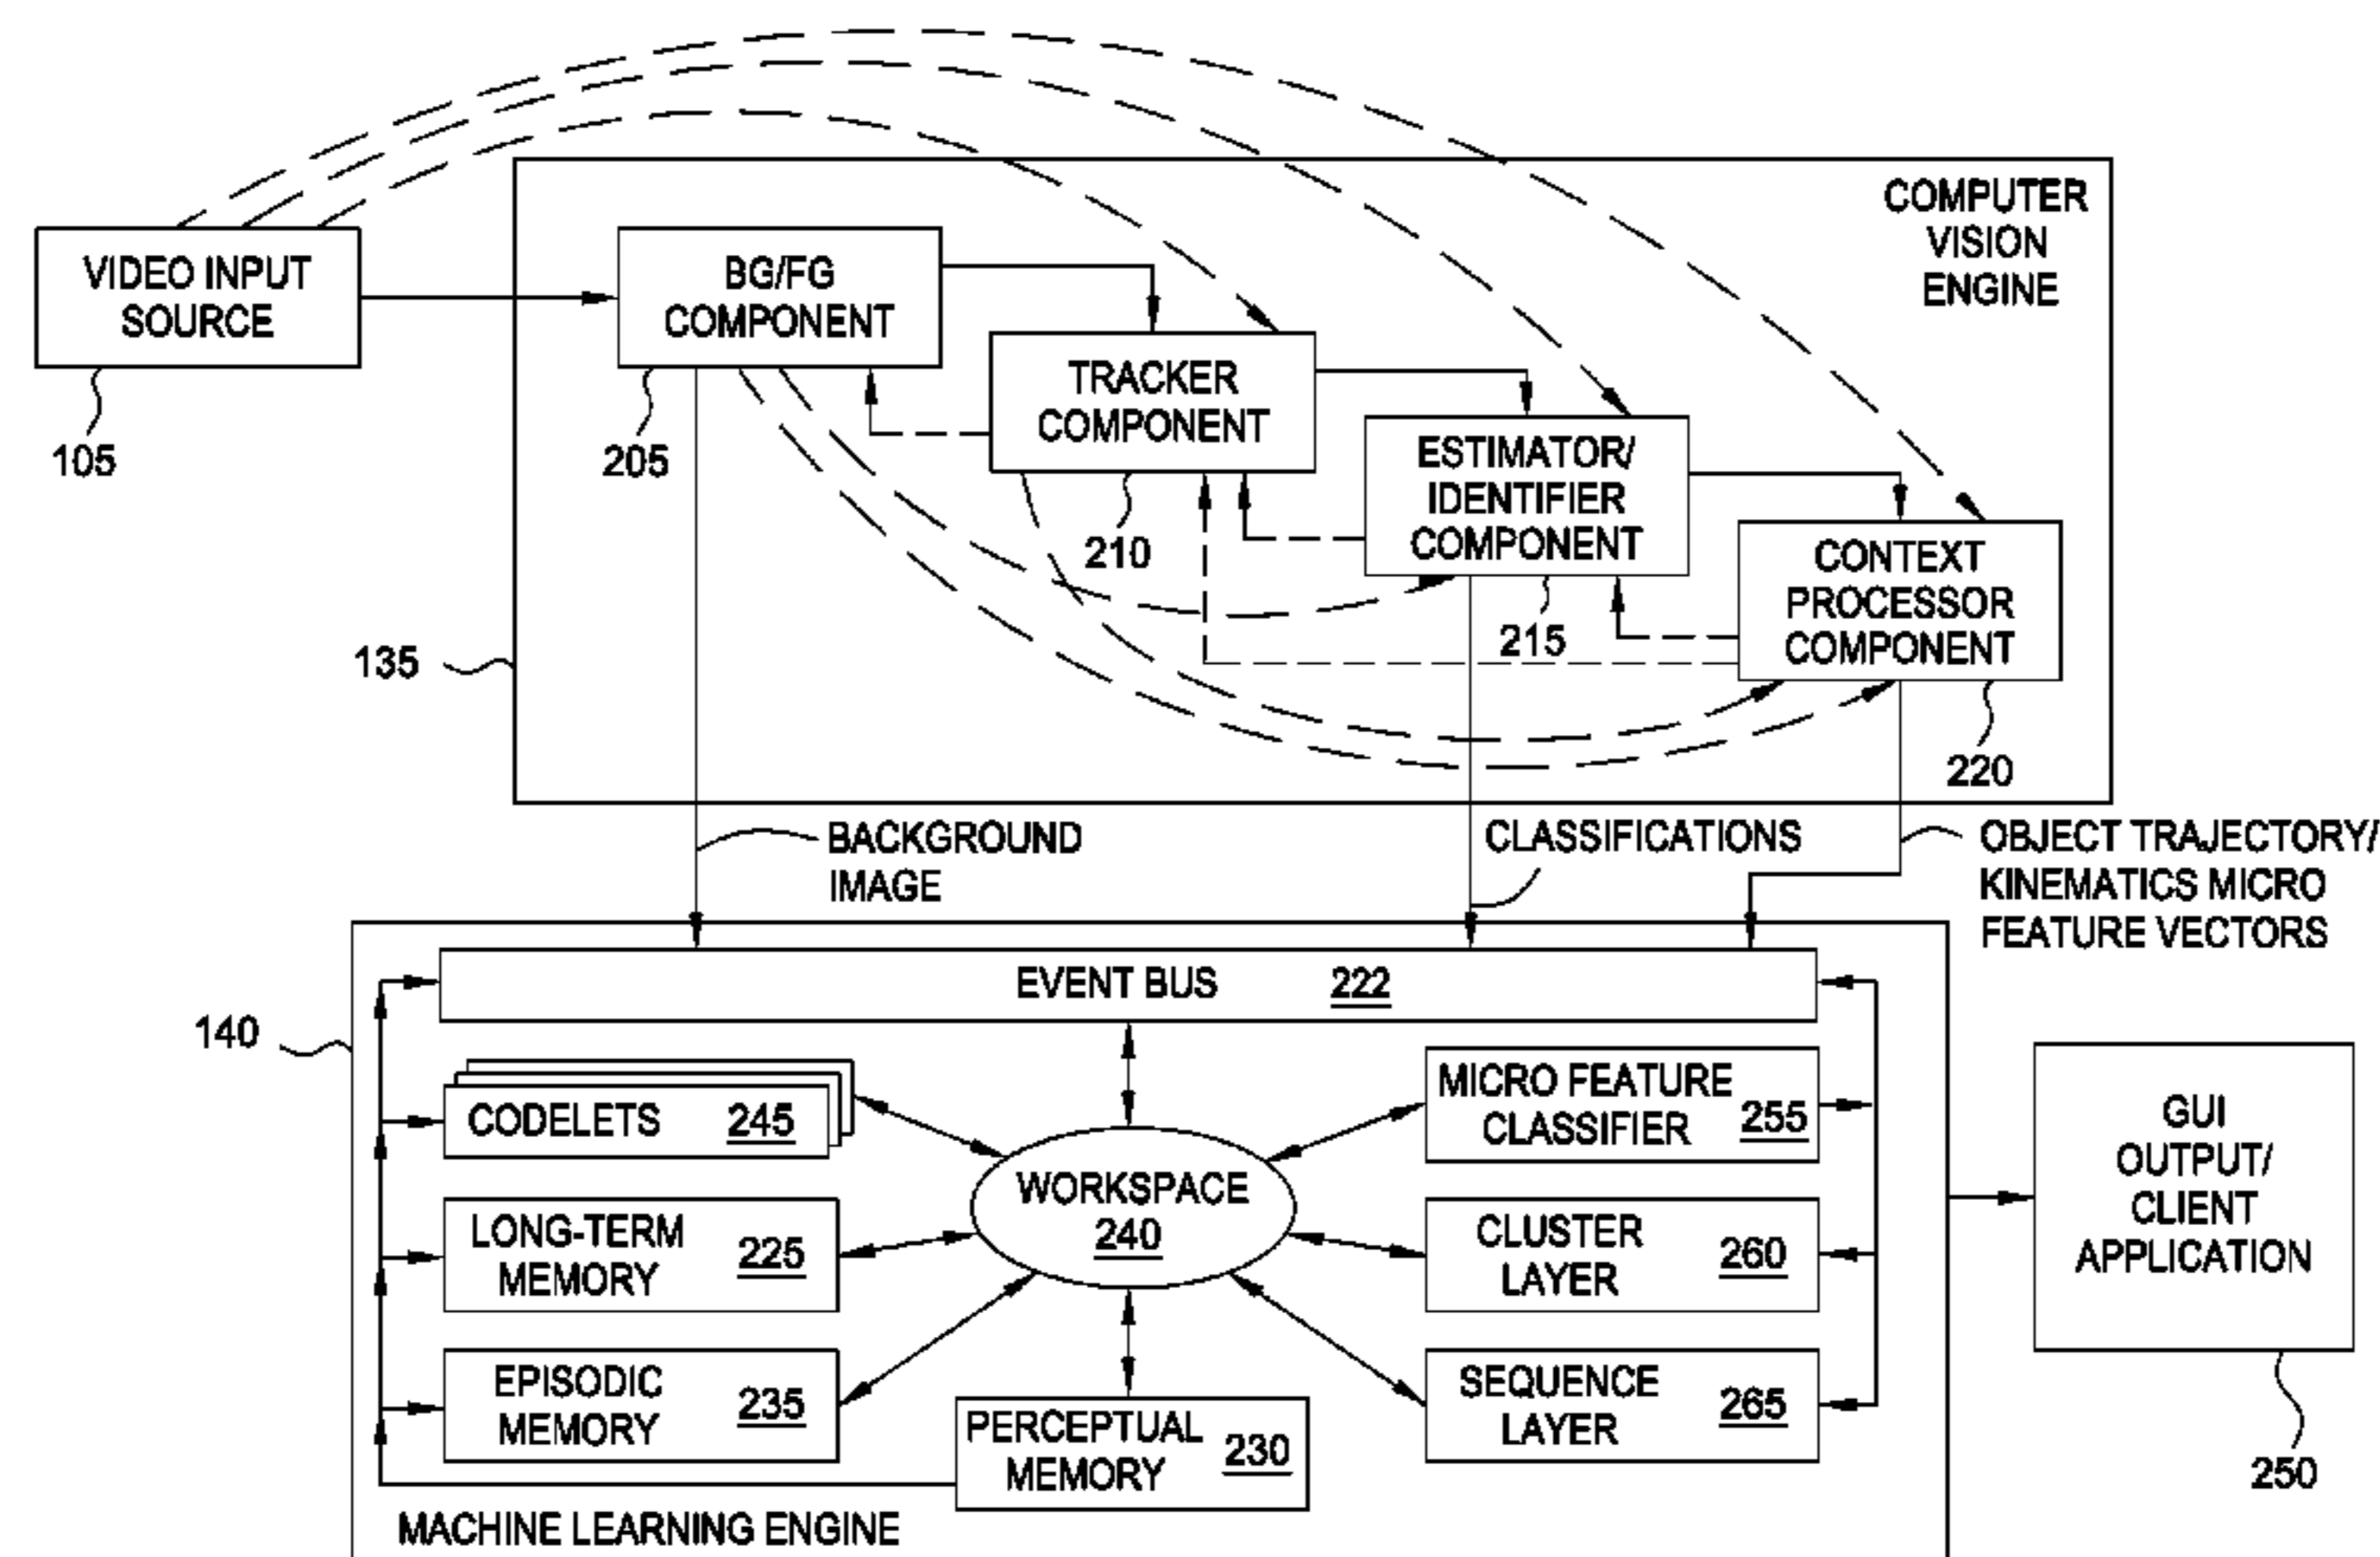 COMPUTER
VISION
ENGINE
VIDEO INPUT
SOURCE
105
BG/FG
COMPONENT
205
TRACKER
COMPONENT
210
ESTIMATOR/
IDENTIFIER
COMPONENT
215
CONTEXT
PROCESSOR
COMPONENT
220
135
BACKGROUND
IMAGE
CLASSIFICATIONS
OBJECT TRAJECTORY/
KINEMATICS MICRO
FEATURE VECTORS
EVENT BUS 222
140
CODELETS 245
LONG-TERM
MEMORY 225
EPISODIC
MEMORY 235
WORKSPACE
240
PERCEPTUAL
MEMORY 230
MICRO FEATURE
CLASSIFIER 255
CLUSTER
LAYER 260
SEQUENCE
LAYER 265
MACHINE LEARNING ENGINE
GUI
OUTPUT/
CLIENT
APPLICATION
250